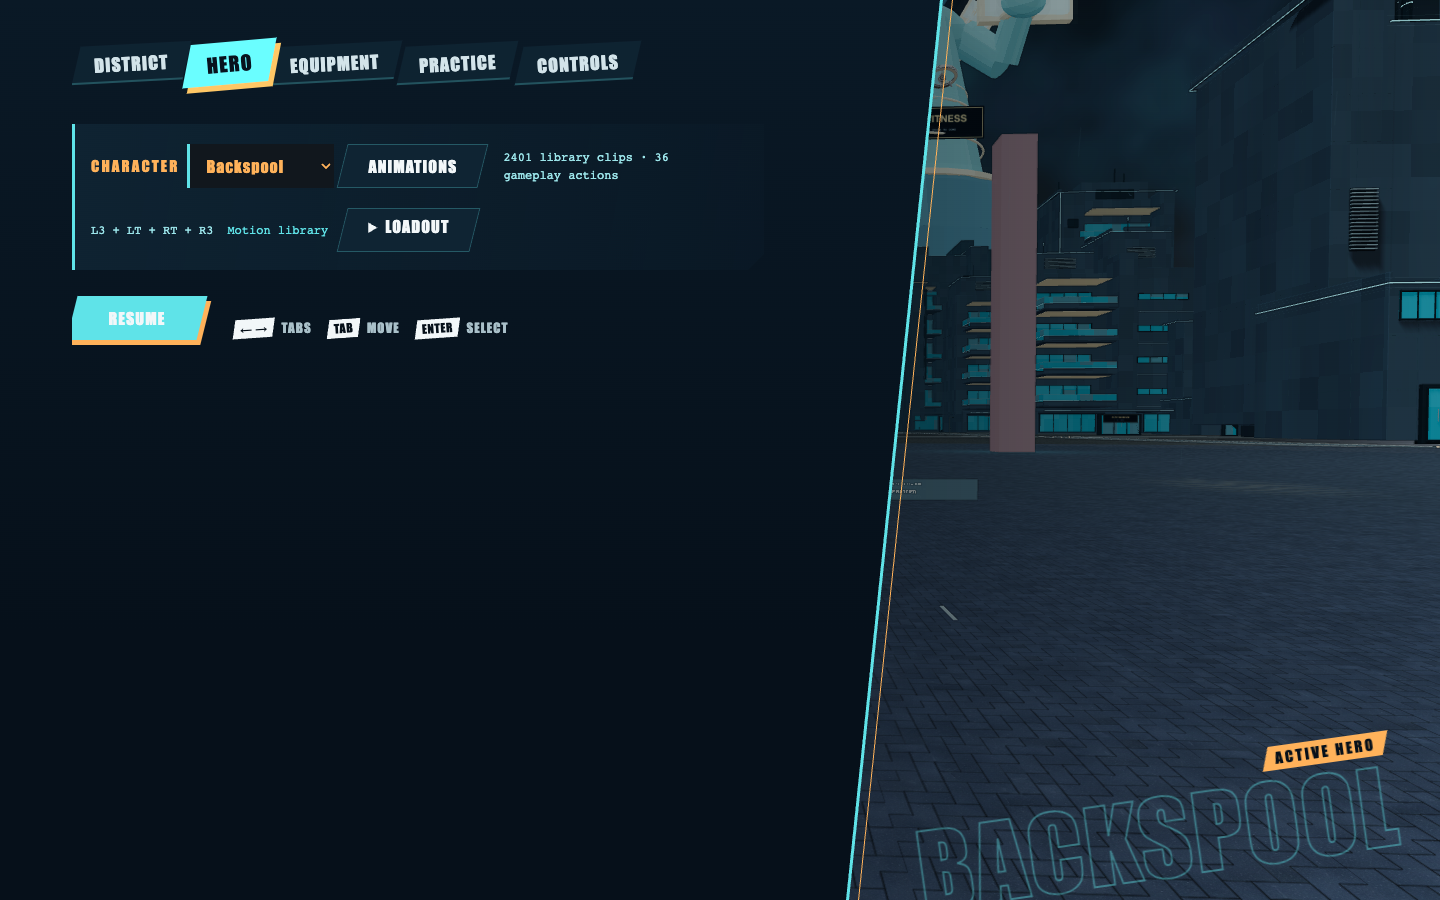 DISTRICT
HERO
EQUIPMENT
PRACTICE
CONTROLS
CHARACTER
Backspool
ANIMATIONS
2401 library clips · 36
gameplay actions
L3 + LT + RT + R3 Motion library
▶ LOADOUT
RESUME
←→ TABS
TAB MOVE
ENTER SELECT
ITNESS
ACTIVE HERO
BACKSPOOL